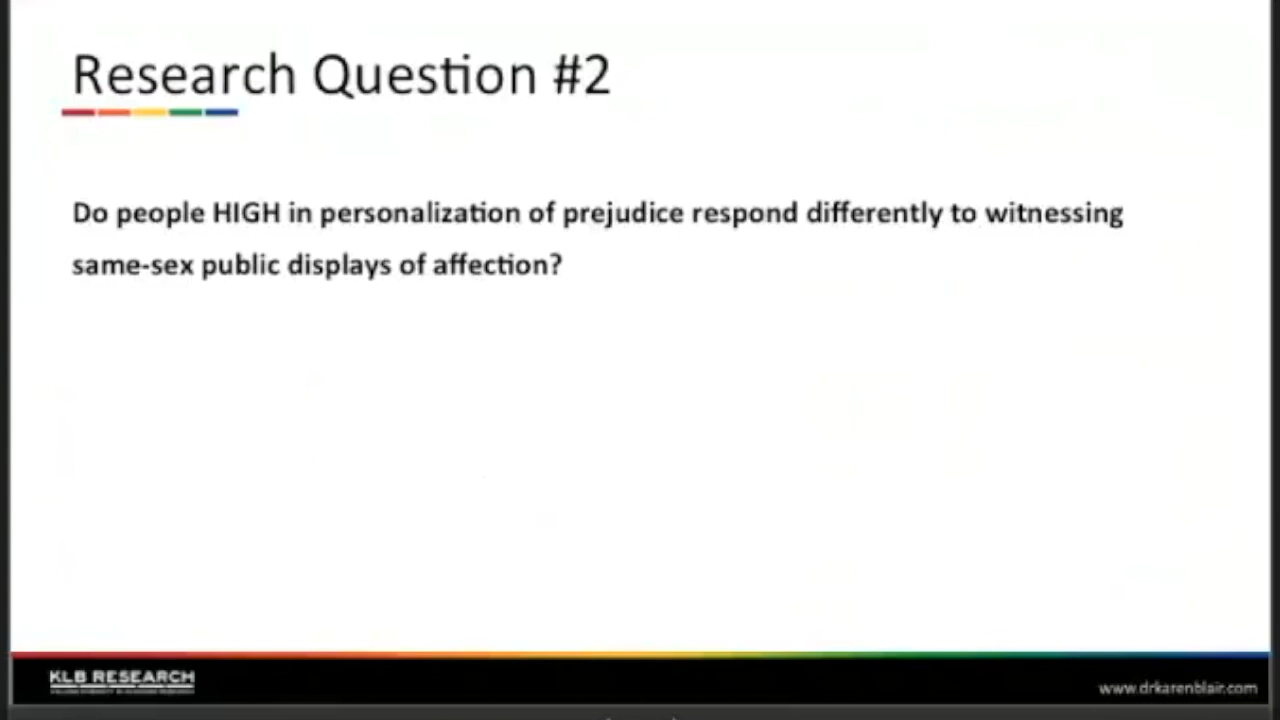 Research Question #2
Do people HIGH in personalization of prejudice respond differently to witnessing
same-sex public displays of affection?
KLB RESEARCH
www.drkarenblair.com